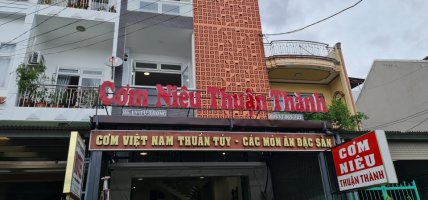 Cơm Niêu Thuận Thành
CƠM VIỆT NAM THUẦN TÚY - CÁC MÓN ĂN ĐẶC SẢN
CƠM
NIÊU
THUẬN THÀNH